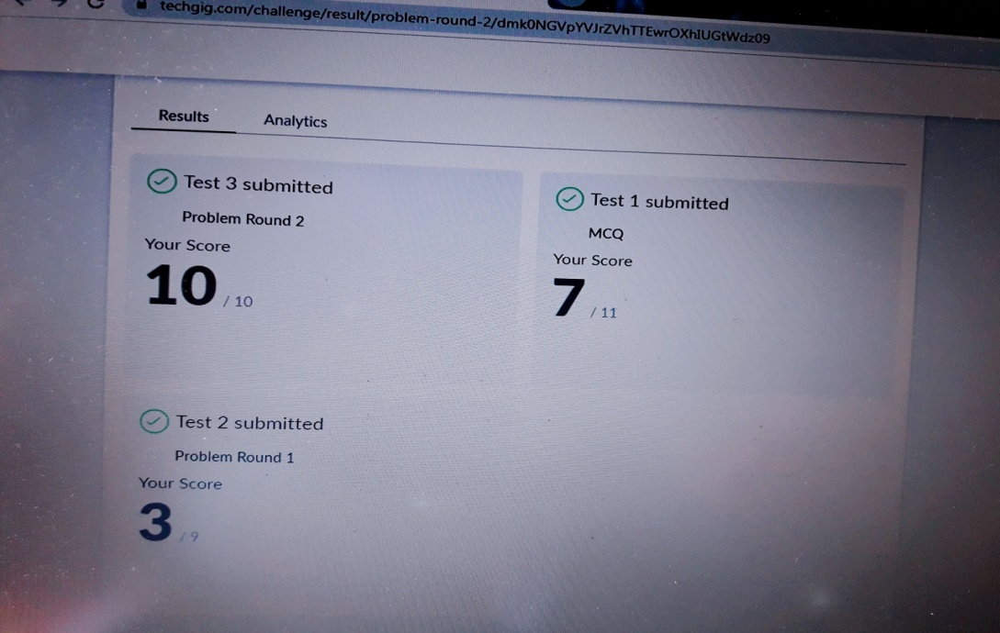 techgig.com/challenge/result/problem-round-2/dmk0NGVpYVJrZVhTTEwrOXhIUGtWdz09
Results Analytics
Test 3 submitted
Problem Round 2
Your Score
10 / 10
Test 1 submitted
MCQ
Your Score
7 / 11
Test 2 submitted
Problem Round 1
Your Score
3 / 9